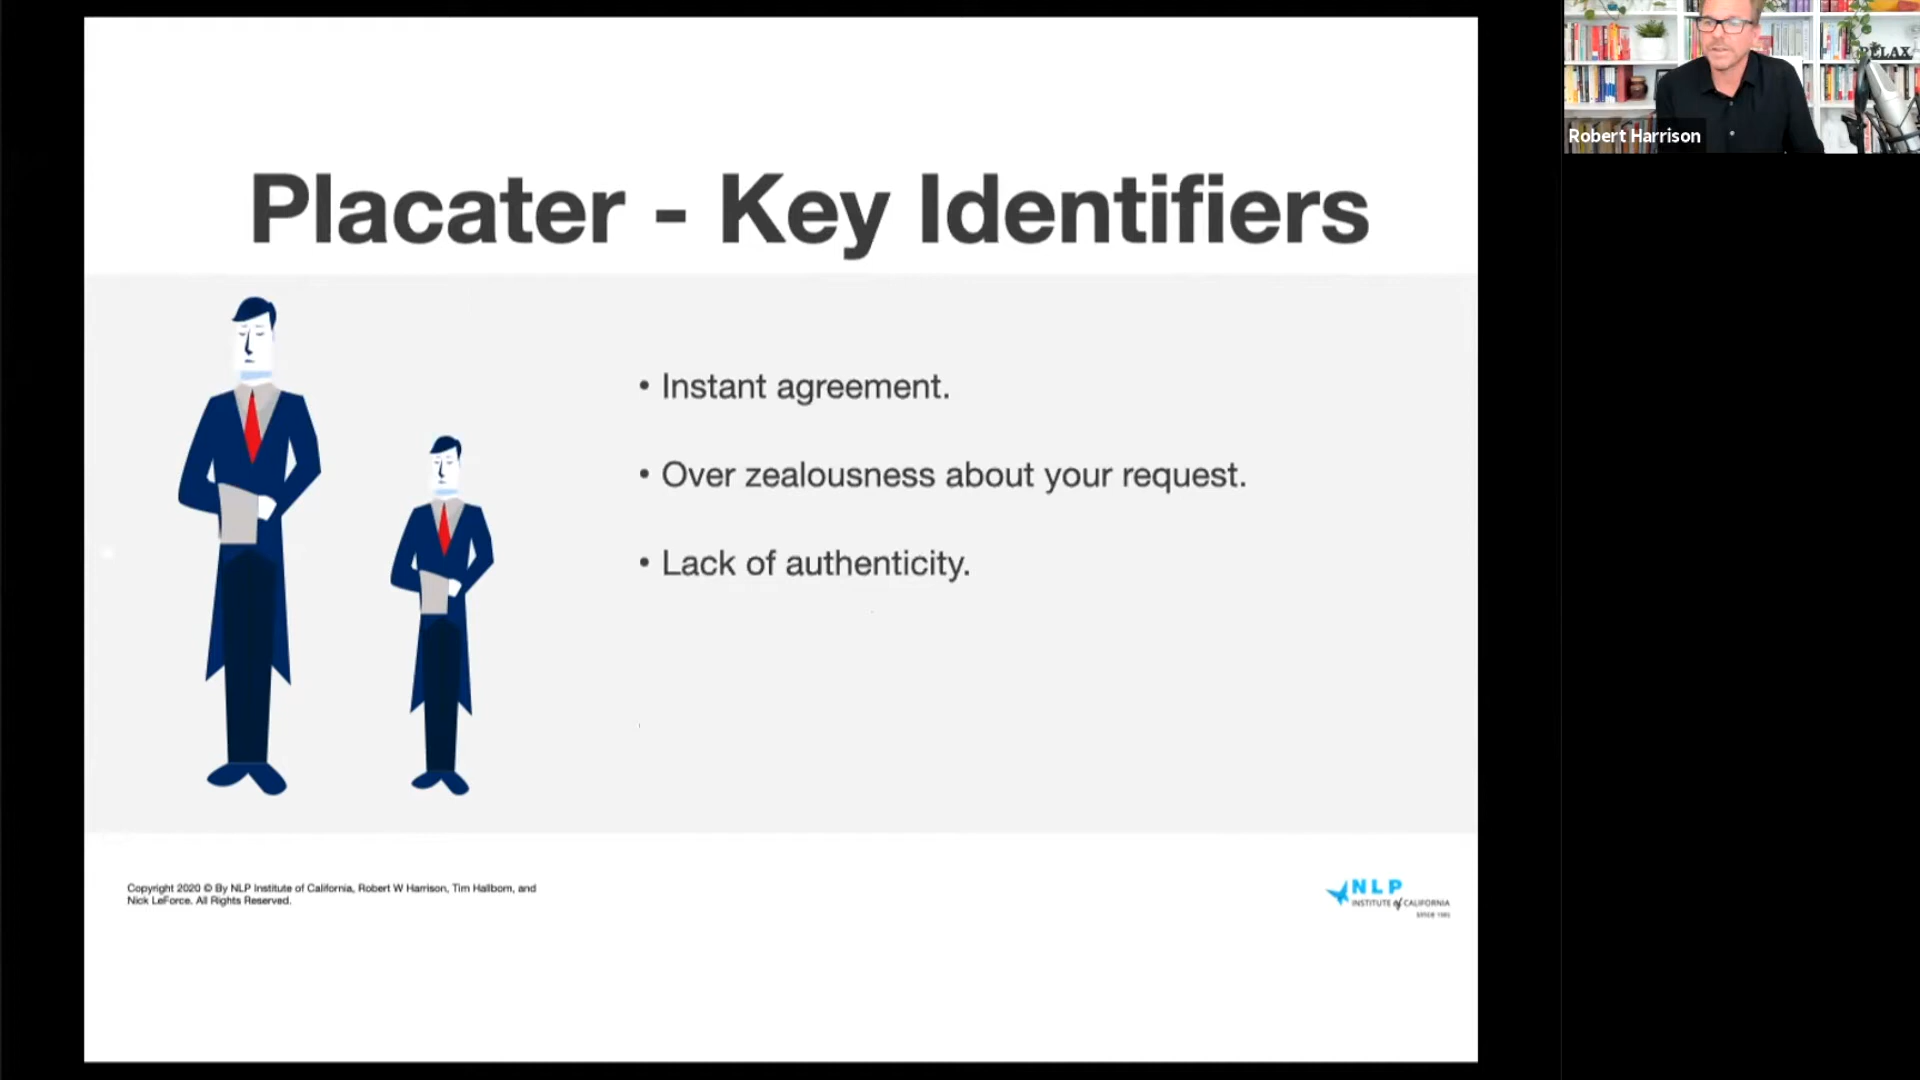 Placater - Key Identifiers
• Instant agreement.
• Over zealousness about your request.
• Lack of authenticity.
Copyright 2020 © By NLP Institute of California, Robert W Harrison, Tim Hallbom, and
Nick LeForce. All Rights Reserved.
NLP
INSTITUTE of CALIFORNIA
RELAX
Robert Harrison